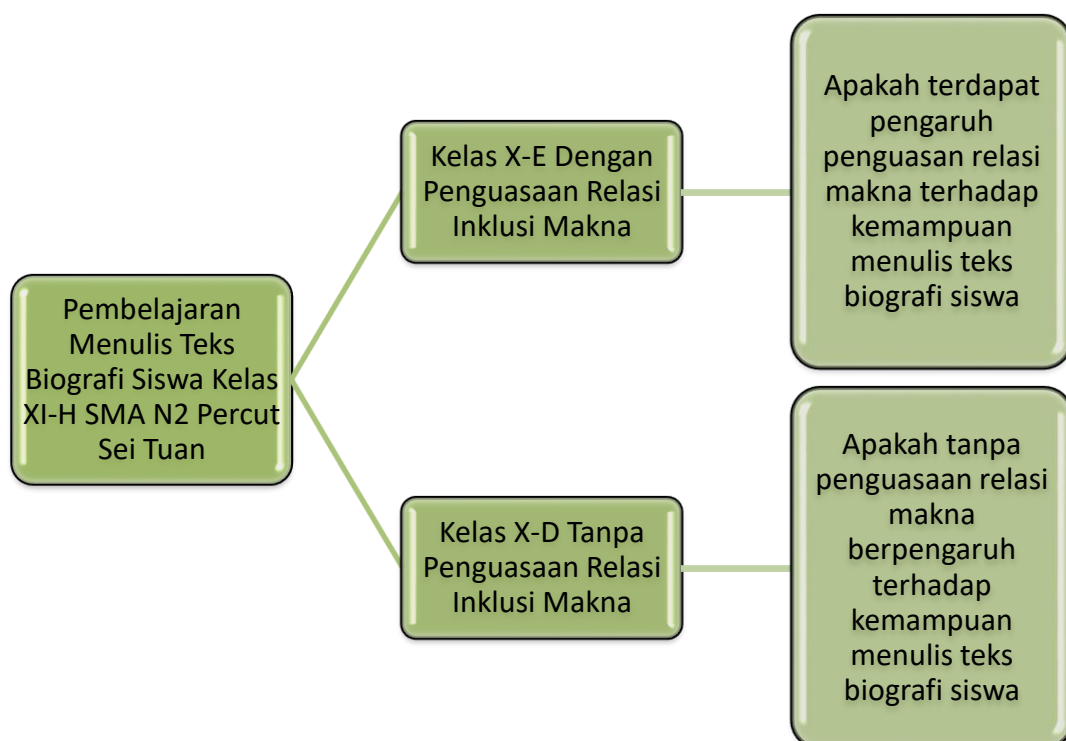 Pembelajaran
Menulis Teks
Biografi Siswa Kelas
XI-H SMA N2 Percut
Sei Tuan
Kelas X-E Dengan
Penguasaan Relasi
Inklusi Makna
Apakah terdapat
pengaruh
penguasan relasi
makna terhadap
kemampuan
menulis teks
biografi siswa
Kelas X-D Tanpa
Penguasaan Relasi
Inklusi Makna
Apakah tanpa
penguasaan relasi
makna
berpengaruh
terhadap
kemampuan
menulis teks
biografi siswa